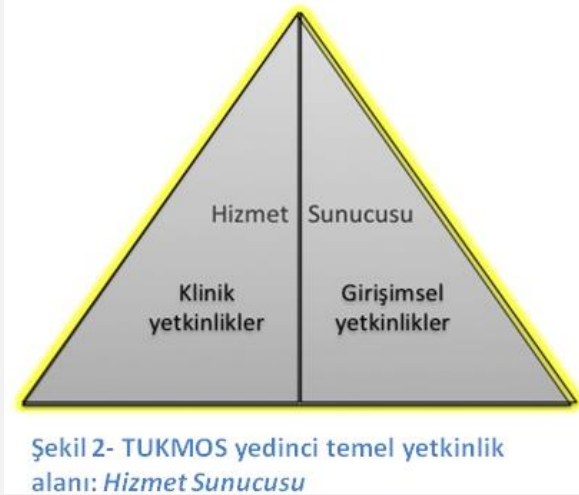 Hizmet Sunucusu
Klinik yetkinlikler
Girişimsel yetkinlikler
Şekil 2- TUKMOS yedinci temel yetkinlik
alanı: Hizmet Sunucusu